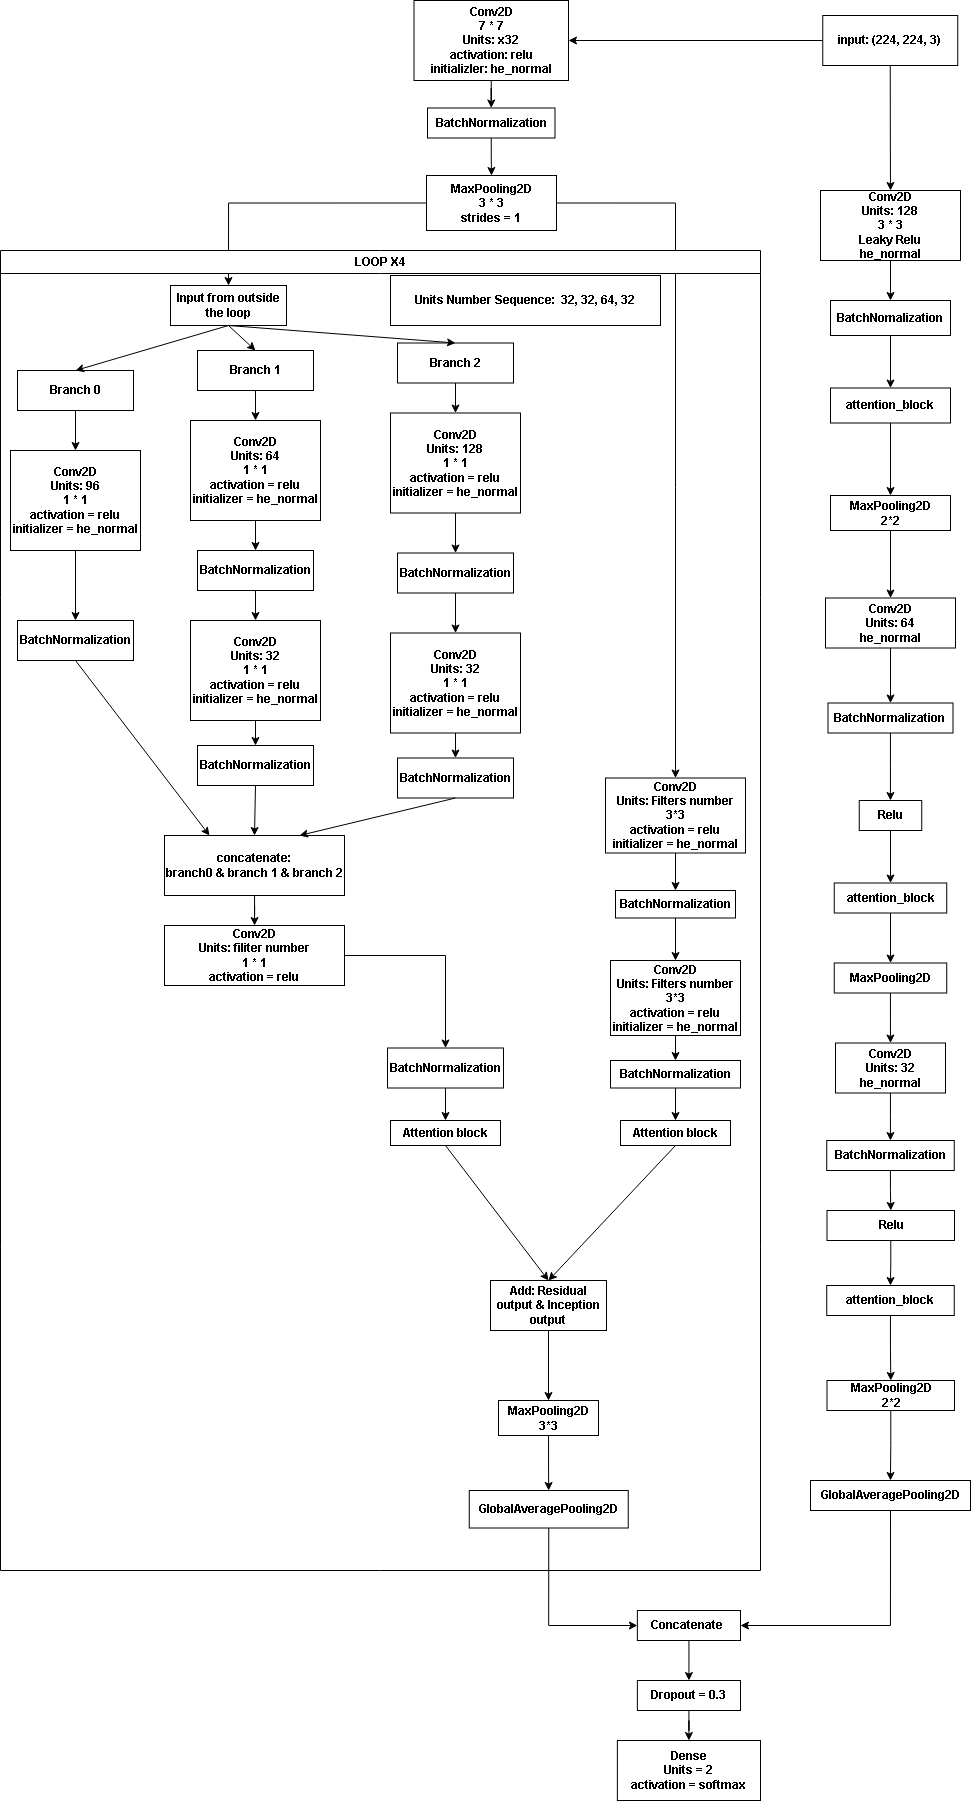 Conv2D
7 * 7
Units: x32
activation: relu
initializler: he_normal
input: (224, 224, 3)
BatchNormalization
MaxPooling2D
3 * 3
strides = 1
Conv2D
Units: 128
3 * 3
Leaky Relu
he_normal
LOOP X4
Input from outside
the loop
Units Number Sequence:  32, 32, 64, 32
BatchNomalization
Branch 0
Branch 1
Branch 2
attention_block
Conv2D
Units: 96
1 * 1
activation = relu
initializer = he_normal
Conv2D
Units: 64
1 * 1
activation = relu
initializer = he_normal
Conv2D
Units: 128
1 * 1
activation = relu
initializer = he_normal
MaxPooling2D
2*2
BatchNormalization
BatchNormalization
Conv2D
Units: 64
he_normal
BatchNormalization
Conv2D
Units: 32
1 * 1
activation = relu
initializer = he_normal
Conv2D
Units: 32
1 * 1
activation = relu
initializer = he_normal
BatchNormalization
BatchNormalization
BatchNormalization
Conv2D
Units: Filters number
3*3
activation = relu
initializer = he_normal
Relu
concatenate:
branch0 & branch 1 & branch 2
BatchNormalization
attention_block
Conv2D
Units: filiter number
1 * 1
activation = relu
Conv2D
Units: Filters number
3*3
activation = relu
initializer = he_normal
MaxPooling2D
BatchNormalization
BatchNormalization
Conv2D
Units: 32
he_normal
Attention block
Attention block
BatchNormalization
Relu
Add: Residual
output & Inception
output
attention_block
MaxPooling2D
3*3
MaxPooling2D
2*2
GlobalAveragePooling2D
GlobalAveragePooling2D
Concatenate
Dropout = 0.3
Dense
Units = 2
activation = softmax